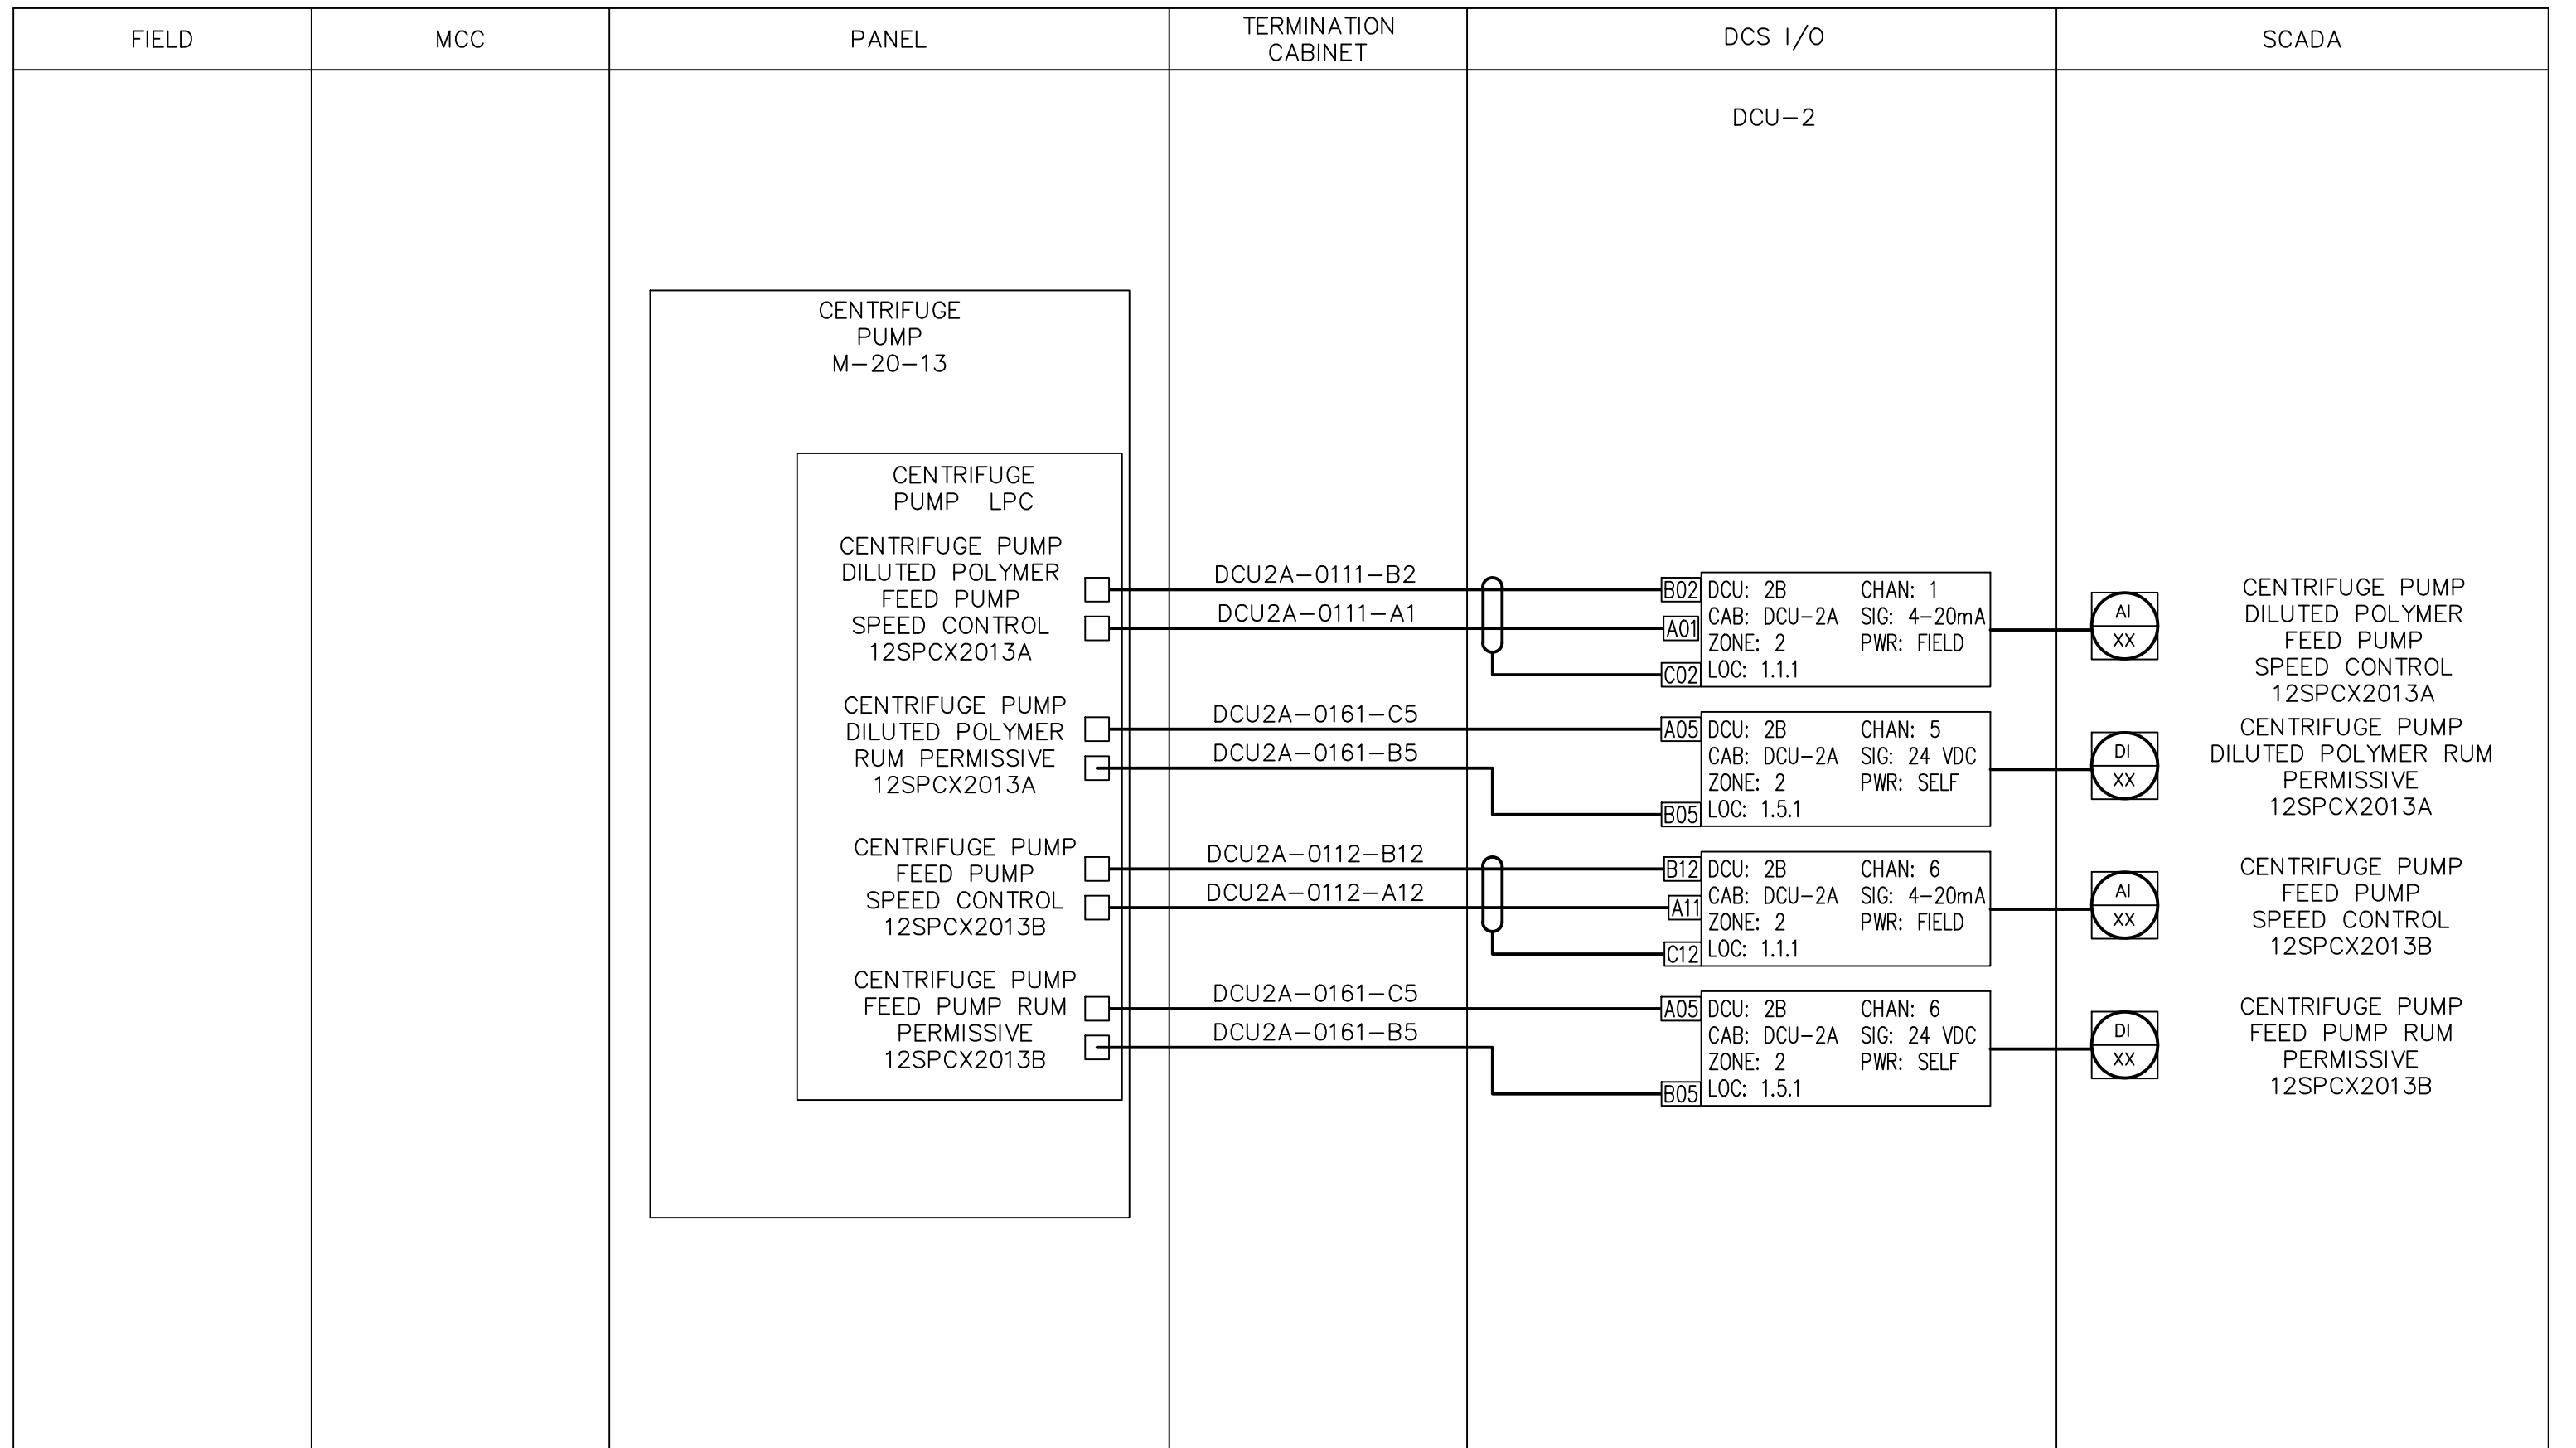 FIELD
MCC
PANEL
TERMINATION
CABINET
DCS I/O
SCADA
DCU-2
CENTRIFUGE
PUMP
M-20-13
CENTRIFUGE
PUMP LPC
CENTRIFUGE PUMP
DILUTED POLYMER
FEED PUMP
SPEED CONTROL
12SPCX2013A
DCU2A-0111-B2
DCU2A-0111-A1
B02
A01
C02
DCU: 2B CHAN: 1
CAB: DCU-2A SIG: 4-20mA
ZONE: 2 PWR: FIELD
LOC: 1.1.1
AI
XX
CENTRIFUGE PUMP
DILUTED POLYMER
FEED PUMP
SPEED CONTROL
12SPCX2013A
CENTRIFUGE PUMP
DILUTED POLYMER
RUM PERMISSIVE
12SPCX2013A
DCU2A-0161-C5
DCU2A-0161-B5
A05
B05
DCU: 2B CHAN: 5
CAB: DCU-2A SIG: 24 VDC
ZONE: 2 PWR: SELF
LOC: 1.5.1
DI
XX
CENTRIFUGE PUMP
DILUTED POLYMER RUM
PERMISSIVE
12SPCX2013A
CENTRIFUGE PUMP
FEED PUMP
SPEED CONTROL
12SPCX2013B
DCU2A-0112-B12
DCU2A-0112-A12
B12
A11
C12
DCU: 2B CHAN: 6
CAB: DCU-2A SIG: 4-20mA
ZONE: 2 PWR: FIELD
LOC: 1.1.1
AI
XX
CENTRIFUGE PUMP
FEED PUMP
SPEED CONTROL
12SPCX2013B
CENTRIFUGE PUMP
FEED PUMP RUM
PERMISSIVE
12SPCX2013B
DCU2A-0161-C5
DCU2A-0161-B5
A05
B05
DCU: 2B CHAN: 6
CAB: DCU-2A SIG: 24 VDC
ZONE: 2 PWR: SELF
LOC: 1.5.1
DI
XX
CENTRIFUGE PUMP
FEED PUMP RUM
PERMISSIVE
12SPCX2013B